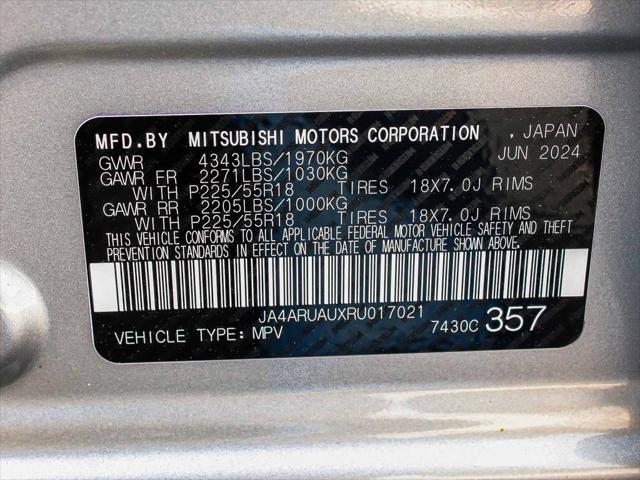 MFD.BY MITSUBISHI MOTORS CORPORATION , JAPAN
GVWR 4343LBS/1970KG JUN 2024
GAWR FR 2271LBS/1030KG
WITH P225/55R18 TIRES 18X7.0J RIMS
GAWR RR 2205LBS/1000KG
WITH P225/55R18 TIRES 18X7.0J RIMS
THIS VEHICLE CONFORMS TO ALL APPLICABLE FEDERAL MOTOR VEHICLE SAFETY AND THEFT
PREVENTION STANDARDS IN EFFECT ON THE DATE OF MANUFACTURE SHOWN ABOVE.
JA4ARUAUXRU017021
VEHICLE TYPE: MPV 7430C 357